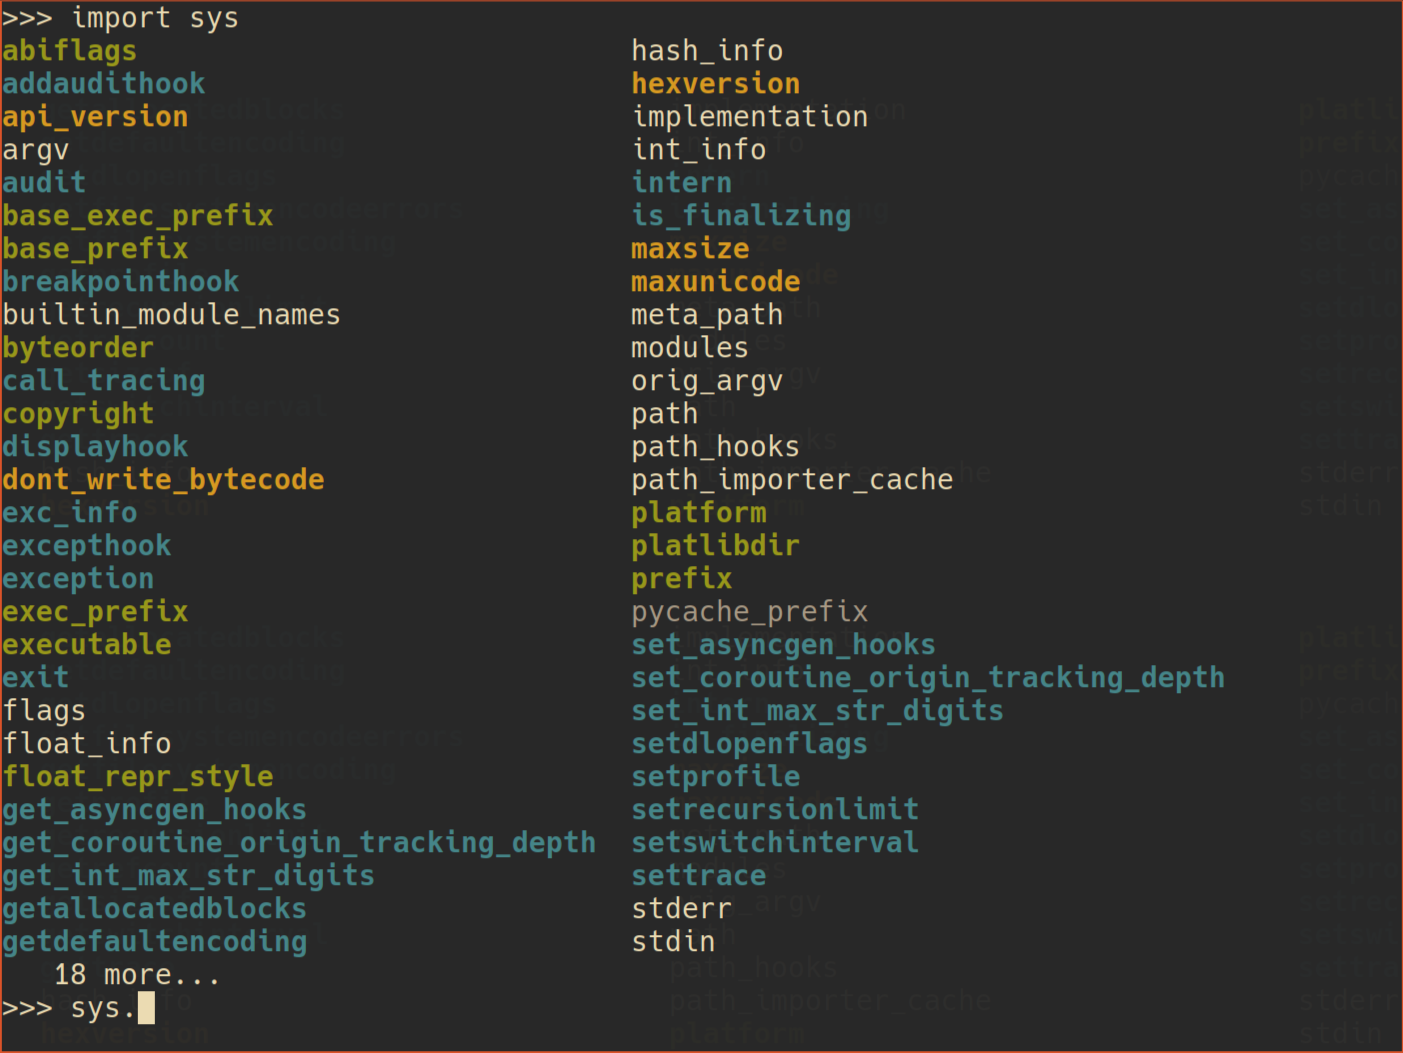 >>> import sys
abiflags hash_info
addaudithook hexversion
api_version implementation
argv int_info
audit intern
base_exec_prefix is_finalizing
base_prefix maxsize
breakpointhook maxunicode
builtin_module_names meta_path
byteorder modules
call_tracing orig_argv
copyright path
displayhook path_hooks
dont_write_bytecode path_importer_cache
exc_info platform
excepthook platlibdir
exception prefix
exec_prefix pycache_prefix
executable set_asyncgen_hooks
exit set_coroutine_origin_tracking_depth
flags set_int_max_str_digits
float_info setdlopenflags
float_repr_style setprofile
get_asyncgen_hooks setrecursionlimit
get_coroutine_origin_tracking_depth setswitchinterval
get_int_max_str_digits settrace
getallocatedblocks stderr
getdefaultencoding stdin
18 more...
>>> sys.